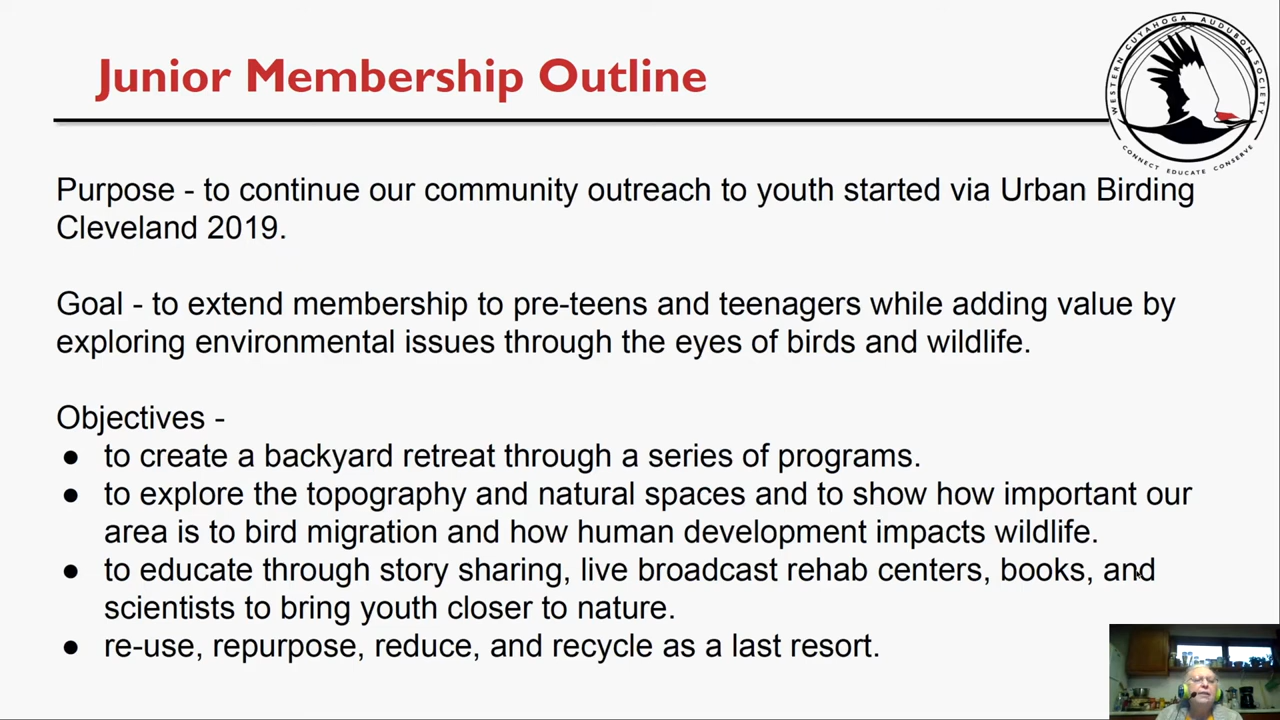 Junior Membership Outline
WESTERN CUYAHOGA AUDUBON SOCIETY
CONNECT EDUCATE CONSERVE
Purpose - to continue our community outreach to youth started via Urban Birding
Cleveland 2019.
Goal - to extend membership to pre-teens and teenagers while adding value by
exploring environmental issues through the eyes of birds and wildlife.
Objectives -
● to create a backyard retreat through a series of programs.
● to explore the topography and natural spaces and to show how important our
area is to bird migration and how human development impacts wildlife.
● to educate through story sharing, live broadcast rehab centers, books, and
scientists to bring youth closer to nature.
● re-use, repurpose, reduce, and recycle as a last resort.